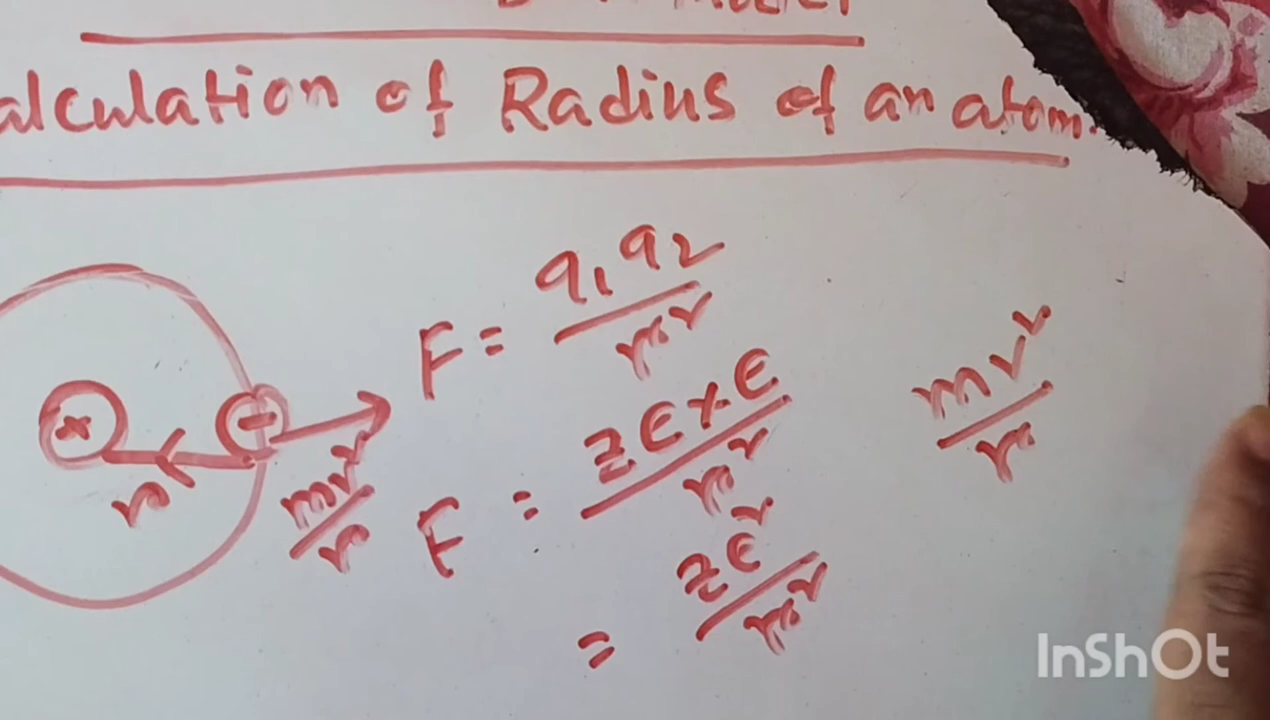 alculation of Radius of an atom.
F = q₁q₂/r²
mv²/r
F = ze×e/r²
r
mv²/r
= ze²/r²
InShOt